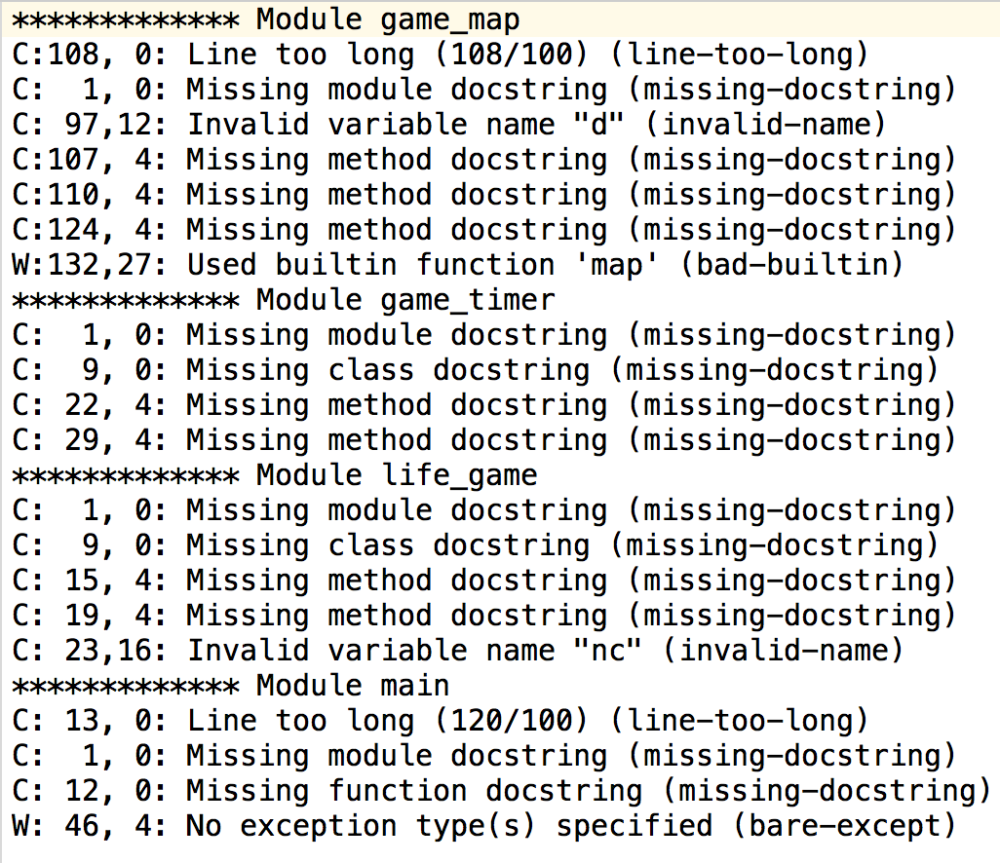 ************* Module game_map
C:108, 0: Line too long (108/100) (line-too-long)
C:  1, 0: Missing module docstring (missing-docstring)
C: 97,12: Invalid variable name "d" (invalid-name)
C:107, 4: Missing method docstring (missing-docstring)
C:110, 4: Missing method docstring (missing-docstring)
C:124, 4: Missing method docstring (missing-docstring)
W:132,27: Used builtin function 'map' (bad-builtin)
************* Module game_timer
C:  1, 0: Missing module docstring (missing-docstring)
C:  9, 0: Missing class docstring (missing-docstring)
C: 22, 4: Missing method docstring (missing-docstring)
C: 29, 4: Missing method docstring (missing-docstring)
************* Module life_game
C:  1, 0: Missing module docstring (missing-docstring)
C:  9, 0: Missing class docstring (missing-docstring)
C: 15, 4: Missing method docstring (missing-docstring)
C: 19, 4: Missing method docstring (missing-docstring)
C: 23,16: Invalid variable name "nc" (invalid-name)
************* Module main
C: 13, 0: Line too long (120/100) (line-too-long)
C:  1, 0: Missing module docstring (missing-docstring)
C: 12, 0: Missing function docstring (missing-docstring)
W: 46, 4: No exception type(s) specified (bare-except)